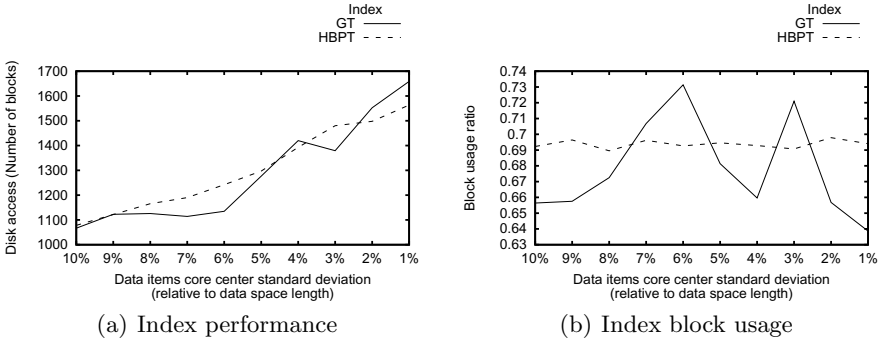 Index
GT
HBPT
Disk access (Number of blocks)
1700
1600
1500
1400
1300
1200
1100
1000
10% 9% 8% 7% 6% 5% 4% 3% 2% 1%
Data items core center standard deviation
(relative to data space length)
(a) Index performance
Index
GT
HBPT
Block usage ratio
0.74
0.73
0.72
0.71
0.7
0.69
0.68
0.67
0.66
0.65
0.64
0.63
10% 9% 8% 7% 6% 5% 4% 3% 2% 1%
Data items core center standard deviation
(relative to data space length)
(b) Index block usage